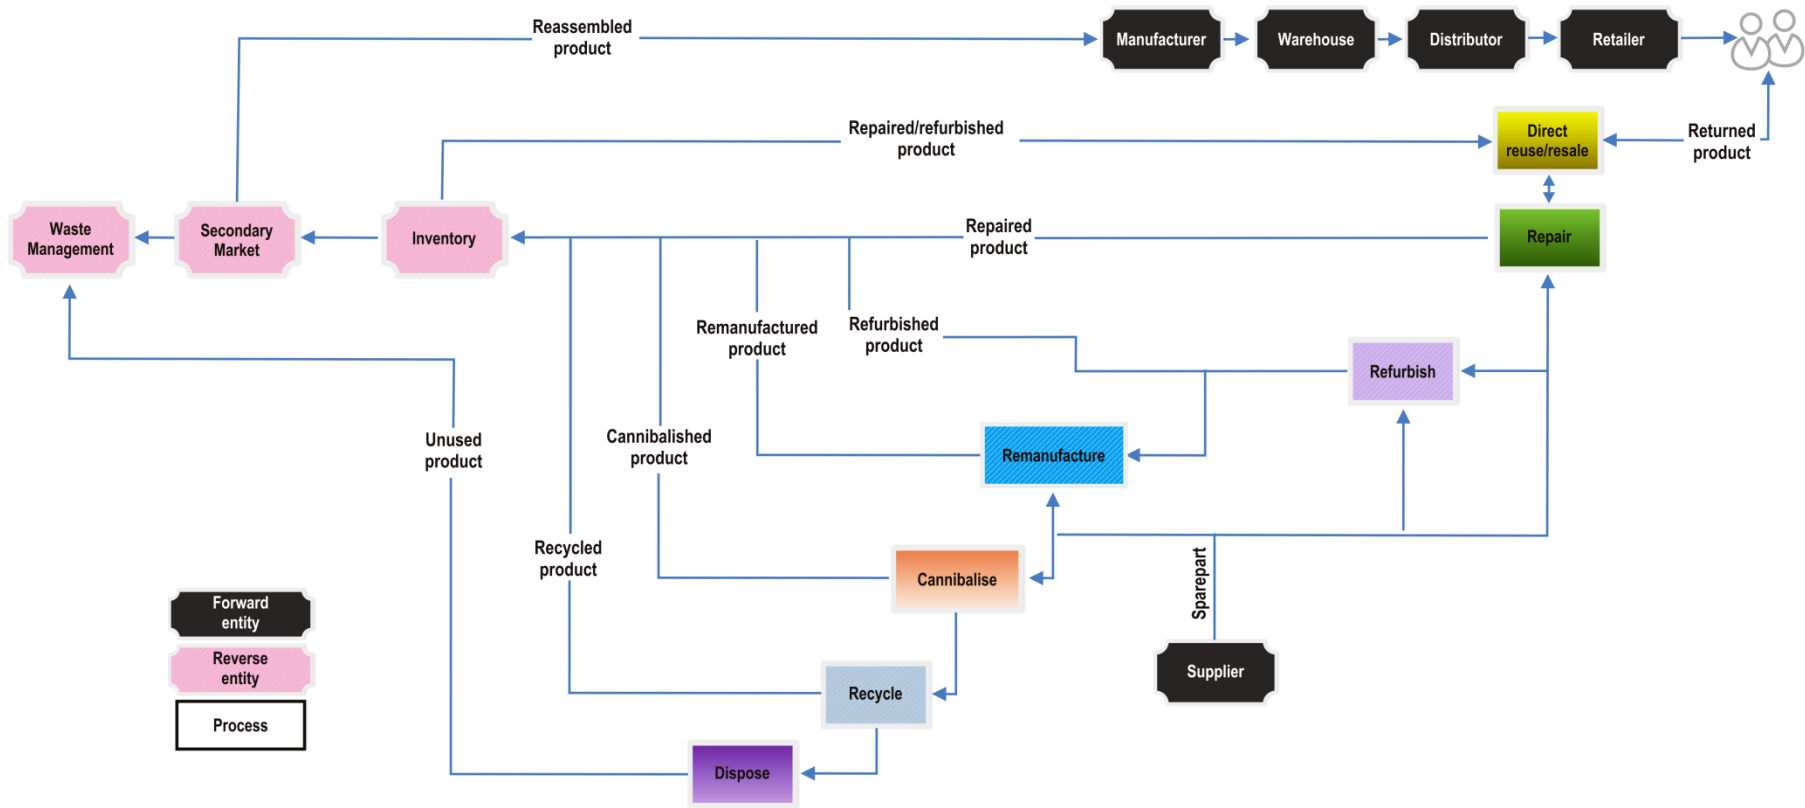 Reassembled
product
Manufacturer
Warehouse
Distributor
Retailer
Repaired/refurbished
product
Direct
reuse/resale
Returned
product
Waste
Management
Secondary
Market
Inventory
Repaired
product
Repair
Remanufactured
product
Refurbished
product
Refurbish
Unused
product
Cannibalished
product
Remanufacture
Recycled
product
Cannibalise
Sparepart
Forward
entity
Reverse
entity
Supplier
Recycle
Process
Dispose